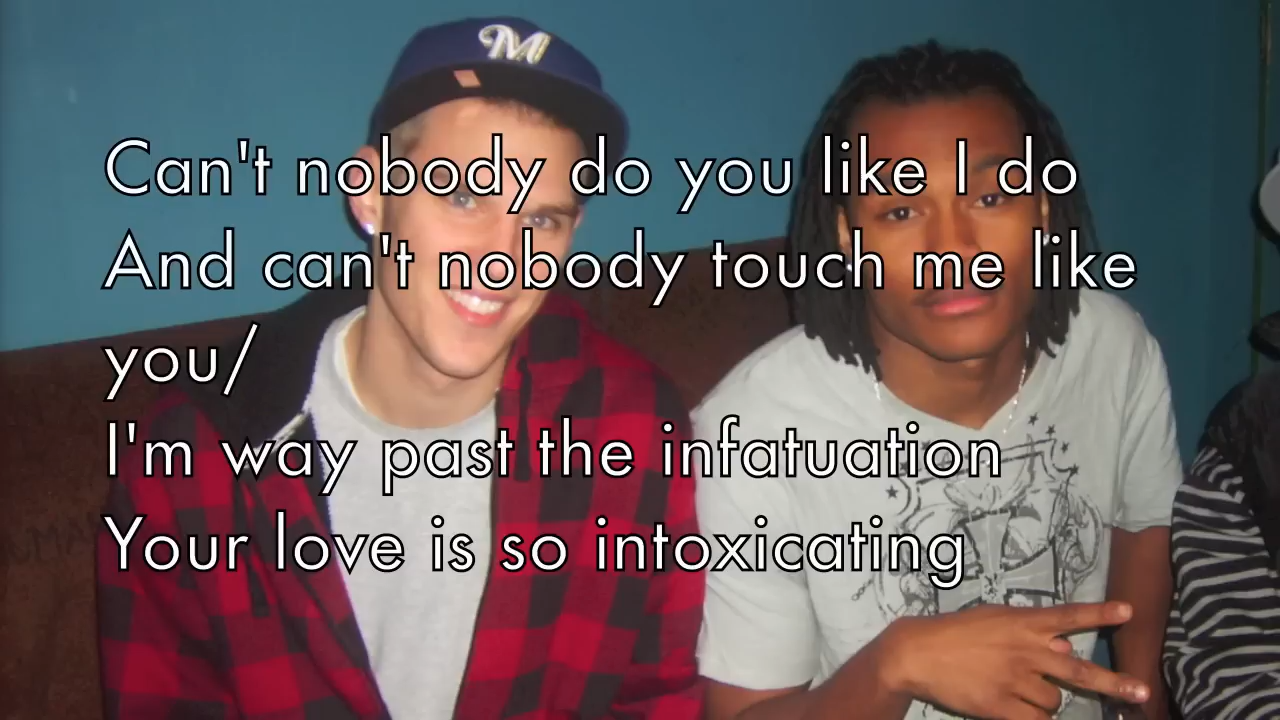 M
Can't nobody do you like I do
And can't nobody touch me like
you/
I'm way past the infatuation
Your love is so intoxicating